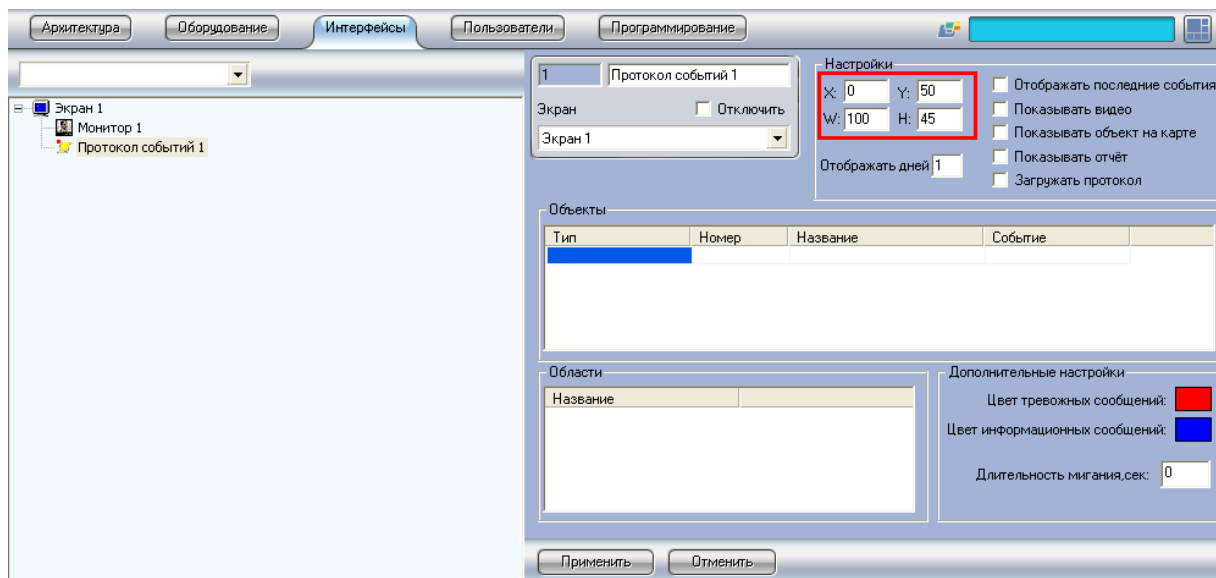 Архитектура Оборудование Интерфейсы Пользователи Программирование
Экран 1
Монитор 1
Протокол событий 1
1 Протокол событий 1
Экран Отключить
Экран 1
Настройки
X: 0 Y: 50
W: 100 H: 45
Отображать дней 1
Отображать последние события
Показывать видео
Показывать объект на карте
Показывать отчёт
Загружать протокол
Объекты
Тип Номер Название Событие
Области
Название
Дополнительные настройки
Цвет тревожных сообщений:
Цвет информационных сообщений:
Длительность мигания,сек: 0
Применить Отменить